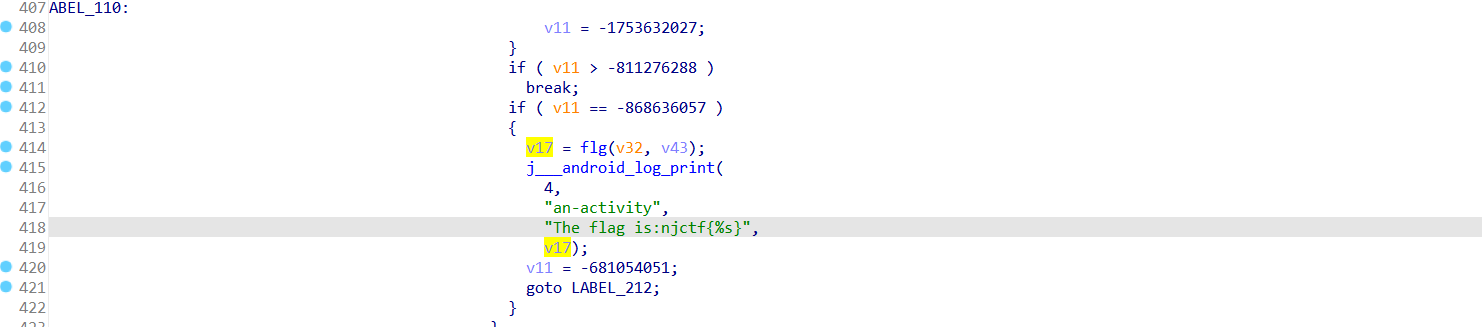 407 ABEL_110:
408 v11 = -1753632027;
409 }
410 if ( v11 > -811276288 )
411 break;
412 if ( v11 == -868636057 )
413 {
414 v17 = flg(v32, v43);
415 j___android_log_print(
416 4,
417 "an-activity",
418 "The flag is:njctf{%s}",
419 v17);
420 v11 = -681054051;
421 goto LABEL_212;
422 }
423 }